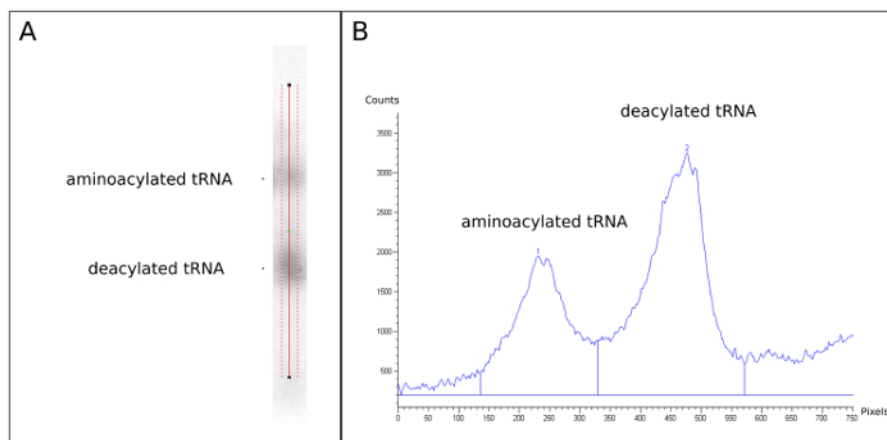 A
aminoacylated tRNA
deacylated tRNA
B
Counts
deacylated tRNA
aminoacylated tRNA
1
2
3500
3000
2500
2000
1500
1000
500
0 50 100 150 200 250 300 350 400 450 500 550 600 650 700 750
Pixels